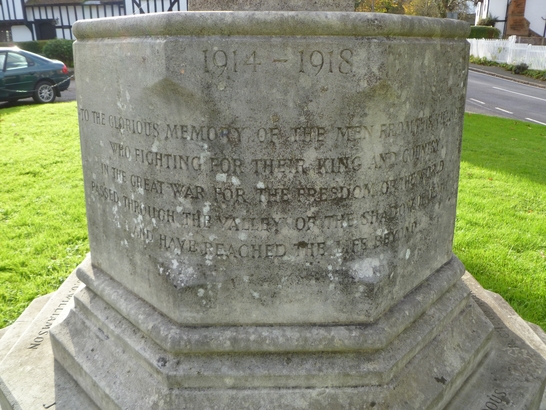 1914 – 1918
TO THE GLORIOUS MEMORY OF THE MEN FROM THIS
WHO FIGHTING FOR THEIR KING AND COUNTRY
IN THE GREAT WAR FOR THE FREEDOM OF THE WORLD
PASSED THROUGH THE VALLEY OF THE SHADOW
AND HAVE REACHED THE LIFE BEYOND
WILLIAMSON